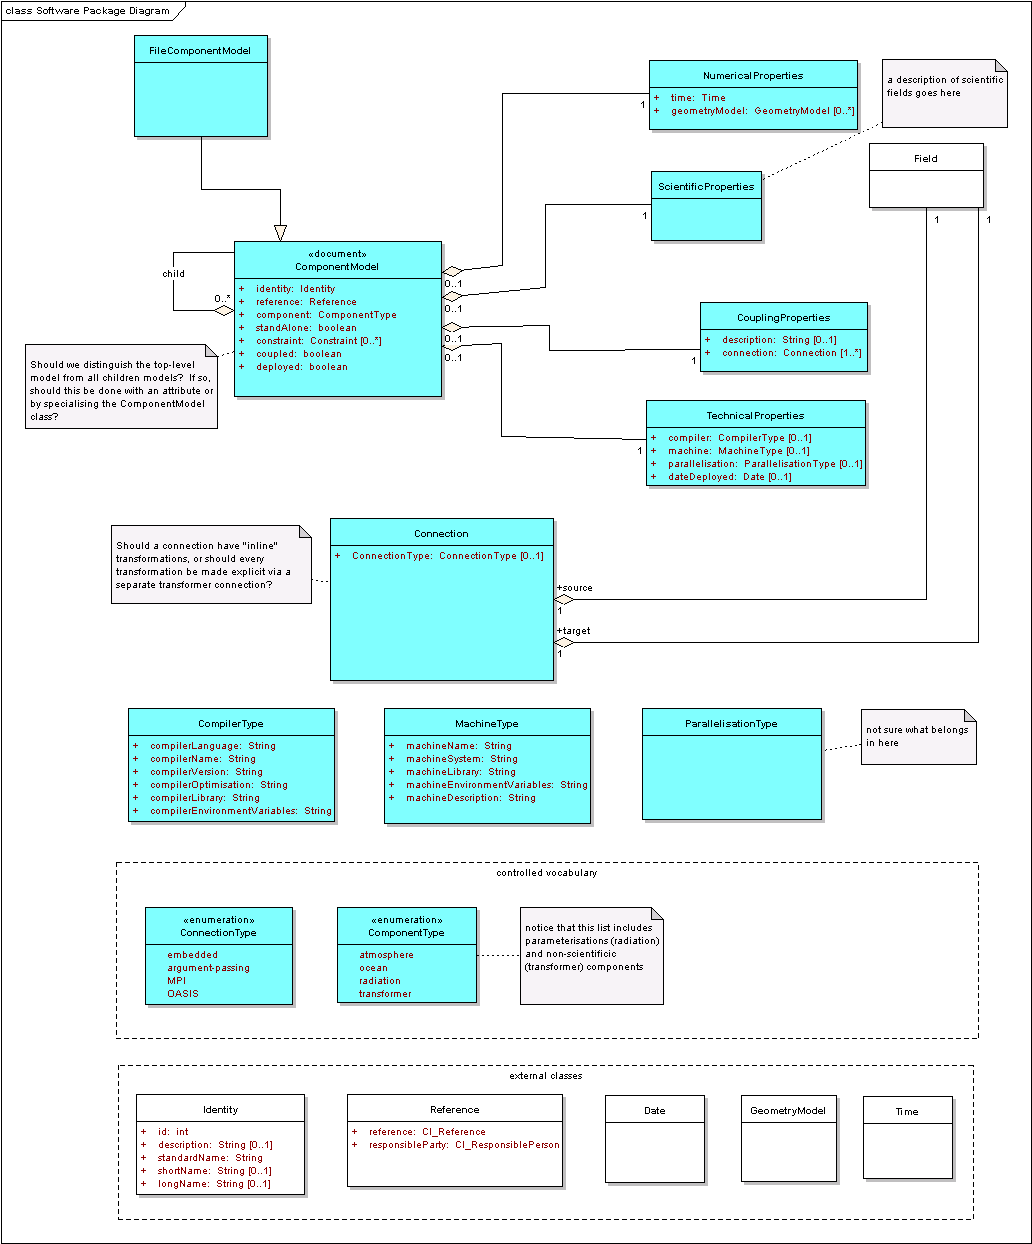 class Software Package Diagram
FileComponentModel
NumericalProperties
+ time: Time
+ geometryModel: GeometryModel [0..*]
1
a description of scientific
fields goes here
Field
1
1
ScientificProperties
1
«document»
ComponentModel
+ identity: Identity
+ reference: Reference
+ component: ComponentType
+ standAlone: boolean
+ constraint: Constraint [0..*]
+ coupled: boolean
+ deployed: boolean
child
0..*
0..1
0..1
0..1
0..1
CouplingProperties
+ description: String [0..1]
+ connection: Connection [1..*]
1
Should we distinguish the top-level
model from all children models? If so,
should this be done with an attribute or
by specialising the ComponentModel
class?
TechnicalProperties
+ compiler: CompilerType [0..1]
+ machine: MachineType [0..1]
+ parallelisation: ParallelisationType [0..1]
+ dateDeployed: Date [0..1]
1
Connection
+ ConnectionType: ConnectionType [0..1]
Should a connection have "inline"
transformations, or should every
transformation be made explicit via a
separate transformer connection?
+source
1
+target
1
CompilerType
+ compilerLanguage: String
+ compilerName: String
+ compilerVersion: String
+ compilerOptimisation: String
+ compilerLibrary: String
+ compilerEnvironmentVariables: String
MachineType
+ machineName: String
+ machineSystem: String
+ machineLibrary: String
+ machineEnvironmentVariables: String
+ machineDescription: String
ParallelisationType
not sure what belongs
in here
controlled vocabulary
«enumeration»
ConnectionType
embedded
argument-passing
MPI
OASIS
«enumeration»
ComponentType
atmosphere
ocean
radiation
transformer
notice that this list includes
parameterisations (radiation)
and non-scientificic
(transformer) components
external classes
Identity
+ id: int
+ description: String [0..1]
+ standardName: String
+ shortName: String [0..1]
+ longName: String [0..1]
Reference
+ reference: CI_Reference
+ responsibleParty: CI_ResponsiblePerson
Date
GeometryModel
Time